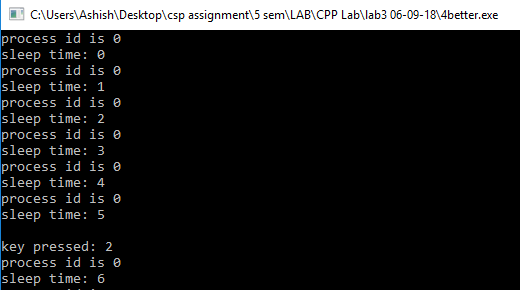 C:\Users\Ashish\Desktop\csp assignment\5 sem\LAB\CPP Lab\lab3 06-09-18\4better.exe
process id is 0
sleep time: 0
process id is 0
sleep time: 1
process id is 0
sleep time: 2
process id is 0
sleep time: 3
process id is 0
sleep time: 4
process id is 0
sleep time: 5
key pressed: 2
process id is 0
sleep time: 6